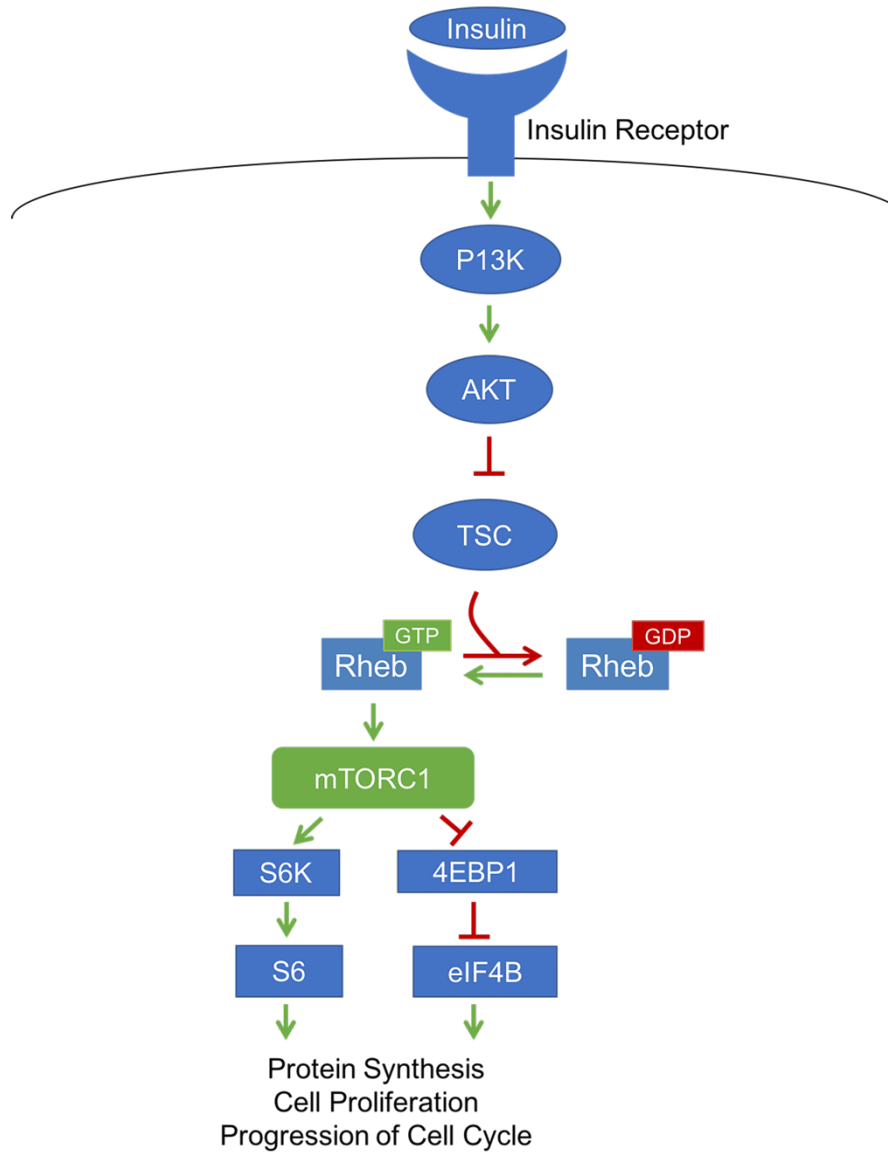 Insulin
Insulin Receptor
P13K
AKT
TSC
GTP
Rheb
GDP
Rheb
mTORC1
S6K
4EBP1
S6
eIF4B
Protein Synthesis
Cell Proliferation
Progression of Cell Cycle